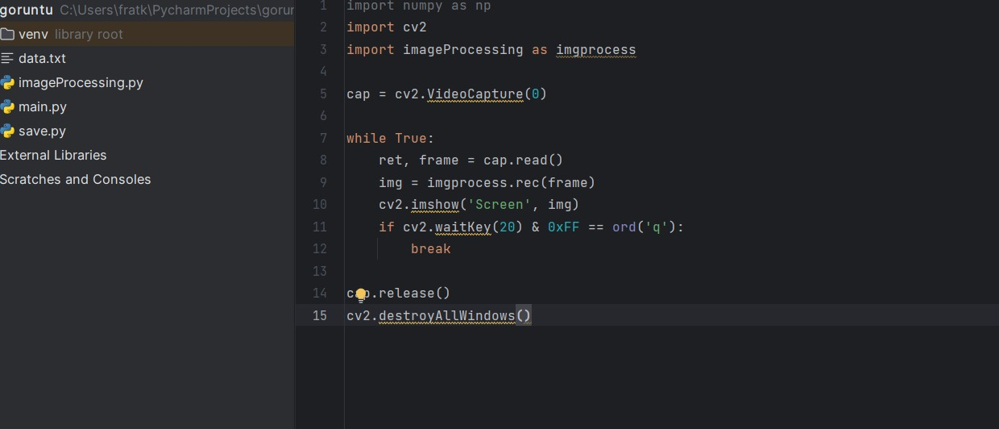 goruntu C:\Users\fratk\PycharmProjects\gorun
venv library root
data.txt
imageProcessing.py
main.py
save.py
External Libraries
Scratches and Consoles
1 import numpy as np
2 import cv2
3 import imageProcessing as imgprocess
4
5 cap = cv2.VideoCapture(0)
6
7 while True:
8     ret, frame = cap.read()
9     img = imgprocess.rec(frame)
10     cv2.imshow('Screen', img)
11     if cv2.waitKey(20) & 0xFF == ord('q'):
12         break
13
14 cap.release()
15 cv2.destroyAllWindows()